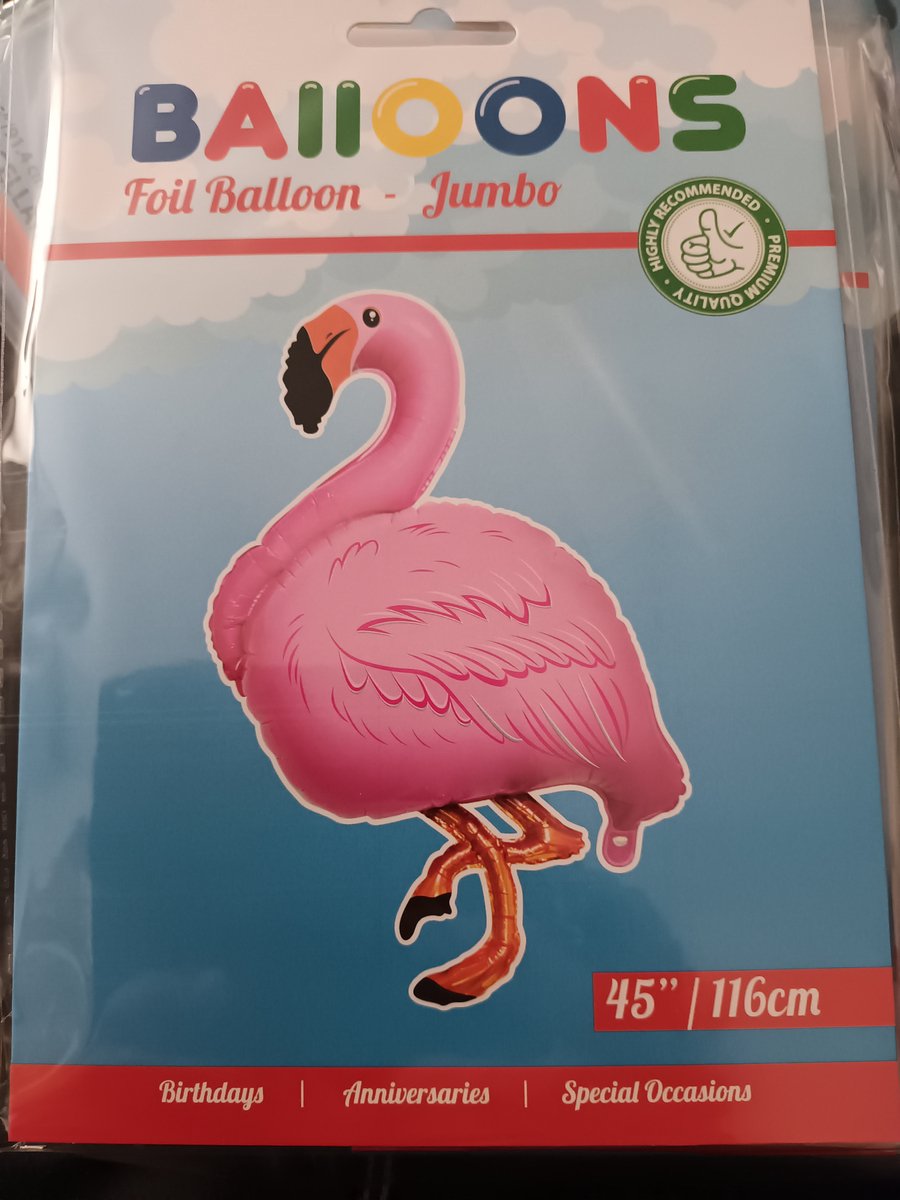 BAllOONS
Foil Balloon - Jumbo
HIGHLY RECOMMENDED · PREMIUM QUALITY ·
45” / 116cm
Birthdays | Anniversaries | Special Occasions